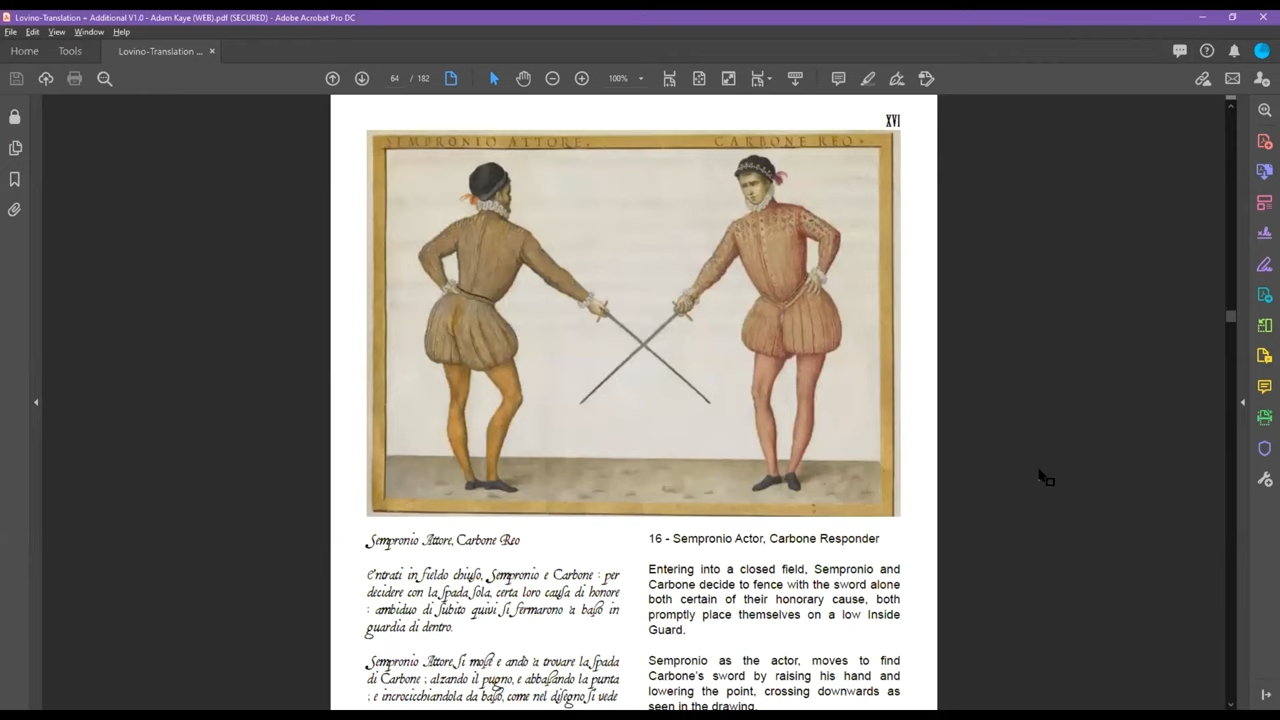 Lovino-Translation + Additional V1.0 - Adam Kaye (WEB).pdf (SECURED) - Adobe Acrobat Pro DC
File Edit View Window Help
Home Tools Lovino-Translation ... ×
64 / 182 100%
XVI
SEMPRONIO ATTORE. CARBONE REO.
Sempronio Attore, Carbone Reo
Entrati in fieldo chiuso, Sempronio e Carbone : per
decidere con la spada sola, certa loro causa di honore
: ambiduo di subito quivi si fermarono à basso in
guardia di dentro.
Sempronio Attore si mosse e andò à trovare la spada
di Carbone ; alzando il pugno, e abbassando la punta
; e incrocicchiandola da basso, come nel disegno si vede
16 - Sempronio Actor, Carbone Responder
Entering into a closed field, Sempronio and
Carbone decide to fence with the sword alone
both certain of their honorary cause, both
promptly place themselves on a low Inside
Guard.
Sempronio as the actor, moves to find
Carbone's sword by raising his hand and
lowering the point, crossing downwards as
seen in the drawing.